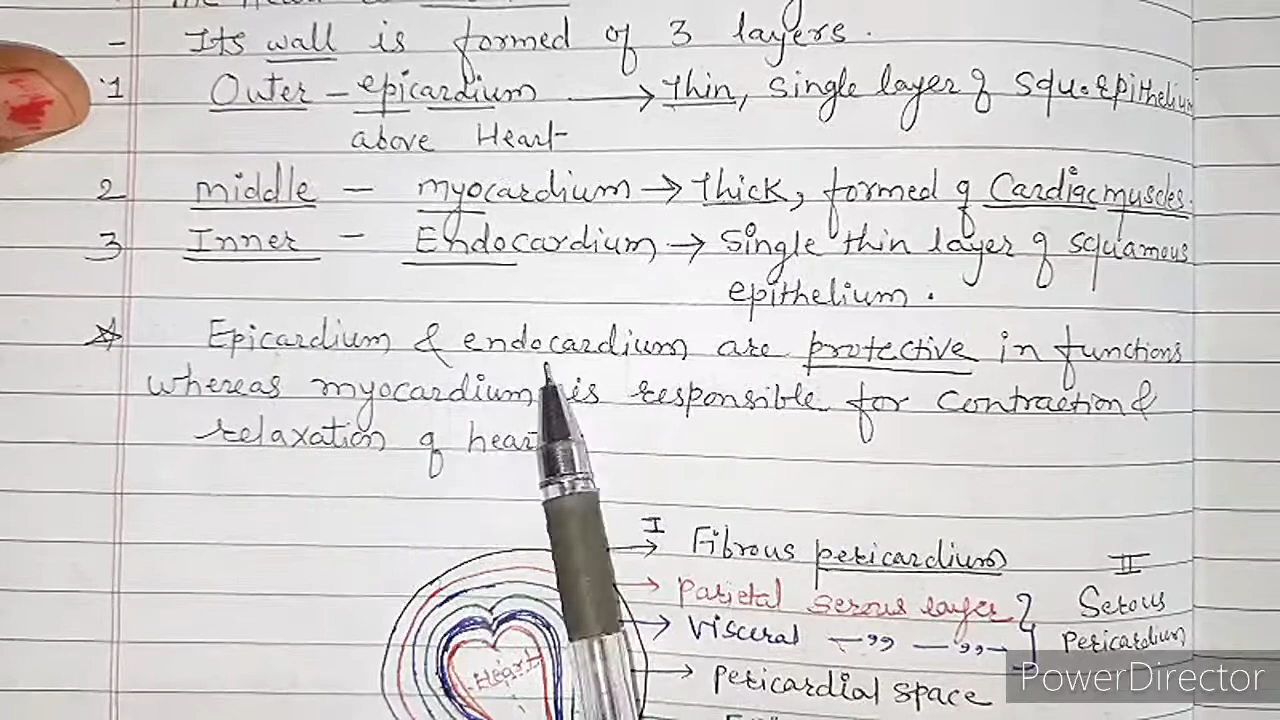 - Its wall is formed of 3 layers.
1 Outer - epicardium → thin, single layer of squ. Epithelium
above Heart
2 middle - myocardium → thick, formed of Cardiac muscles.
3 Inner - Endocardium → single thin layer of squamous
epithelium.
☆ Epicardium & endocardium are protective in functions
whereas myocardium is responsible for contraction &
relaxation of heart
I → Fibrous pericardium II
→ Parietal serous layer } Serous
→ Visceral —,,— —,,→ Pericardium
Heart
→ Pericardial space
PowerDirector